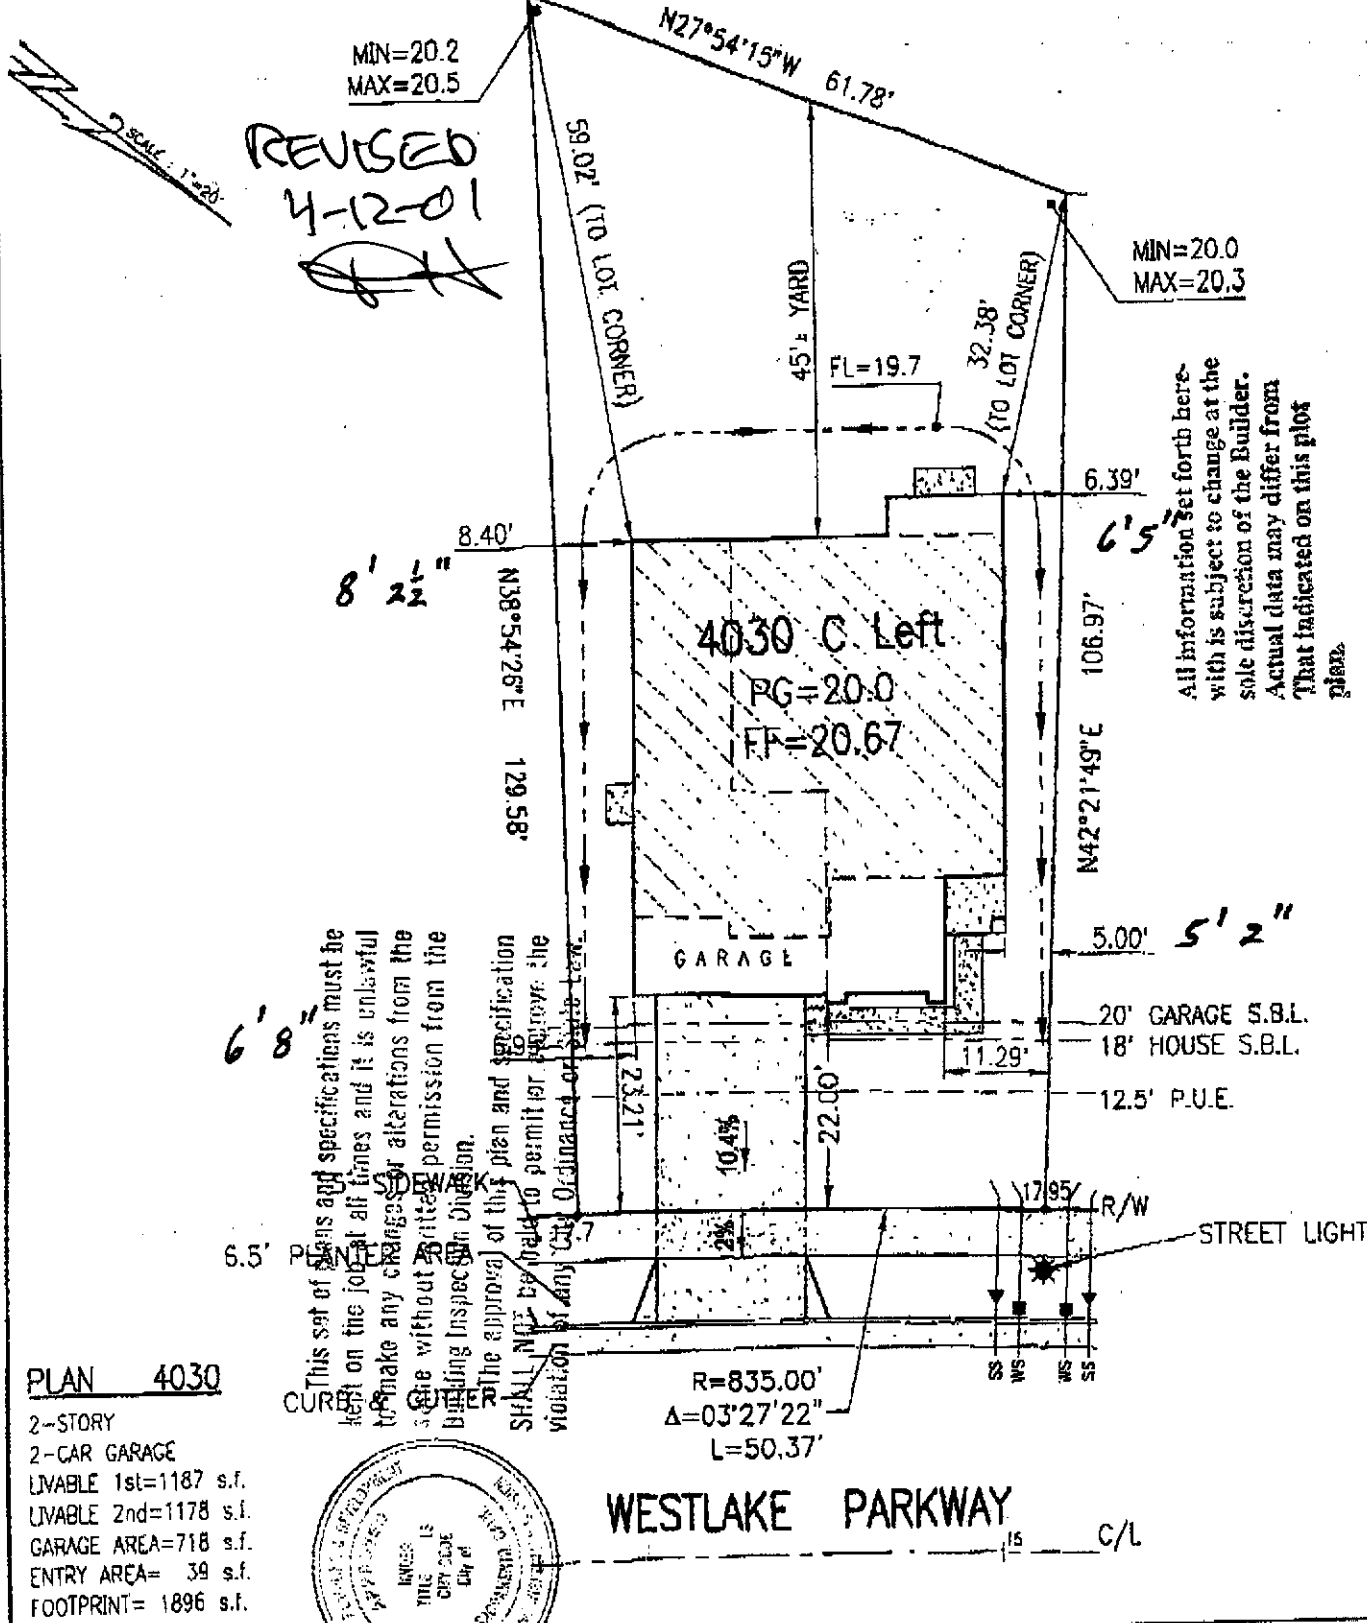 N27°54'15"W 61.78'
MIN=20.2
MAX=20.5
SCALE : 1"=20'
REVISED
4-12-01
59.02' (TO LOT CORNER)
45'± YARD
32.38'
(TO LOT CORNER)
MIN=20.0
MAX=20.3
FL=19.7
All information set forth here-
with is subject to change at the
sole discretion of the Builder.
Actual data may differ from
That indicated on this plot
plan.
6.39'
6'5"
8.40'
8' 2½"
N38°54'26"E 129.58'
4030 C Left
PG=20.0
FF=20.67
N42°21'49"E 106.97'
GARAGE
5.00'
5' 2"
6' 8"
20' GARAGE S.B.L.
18' HOUSE S.B.L.
11.29'
12.5' P.U.E.
23.21'
22.00'
10.4%
2%
This set of plans and specifications must be
kept on the job at all times and it is unlawful
to make any changes or alterations from the
same without written permission from the
Building Inspection Division.
The approval of this plan and specification
SHALL NOT be held to permit or approve the
violation of any City Ordinance or State Law.
5' SIDEWALK
17.95
R/W
6.5' PLANTER AREA
STREET LIGHT
SS
WS
WS
SS
CURB & GUTTER
R=835.00'
Δ=03°27'22"
L=50.37'
PLAN 4030
2-STORY
2-CAR GARAGE
LIVABLE 1st=1187 s.f.
LIVABLE 2nd=1178 s.f.
GARAGE AREA=718 s.f.
ENTRY AREA= 39 s.f.
FOOTPRINT= 1896 s.f.
WESTLAKE PARKWAY
C/L
APPROVED
UNDER
TITLE 15
CITY CODE
City of